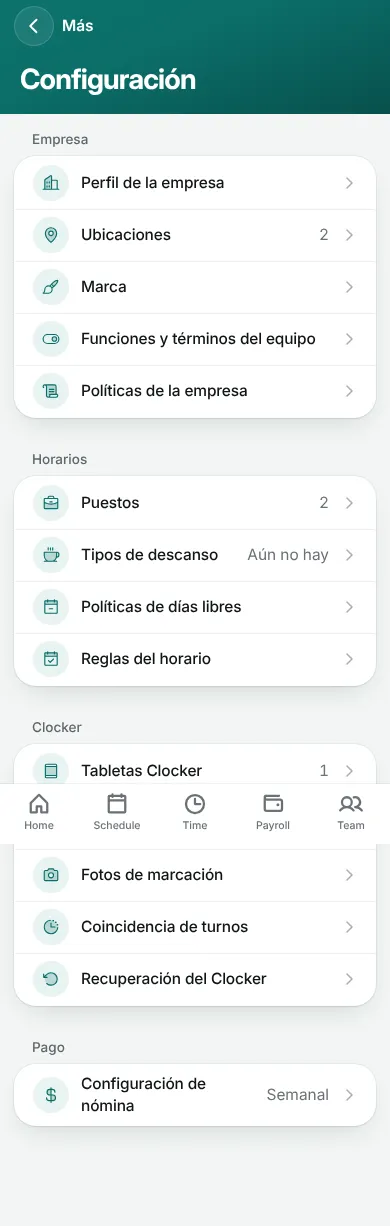 Más
Configuración
Empresa
Perfil de la empresa
Ubicaciones 2
Marca
Funciones y términos del equipo
Políticas de la empresa
Horarios
Puestos 2
Tipos de descanso Aún no hay
Políticas de días libres
Reglas del horario
Clocker
Tabletas Clocker 1
Home Schedule Time Payroll Team
Fotos de marcación
Coincidencia de turnos
Recuperación del Clocker
Pago
Configuración de
nómina Semanal